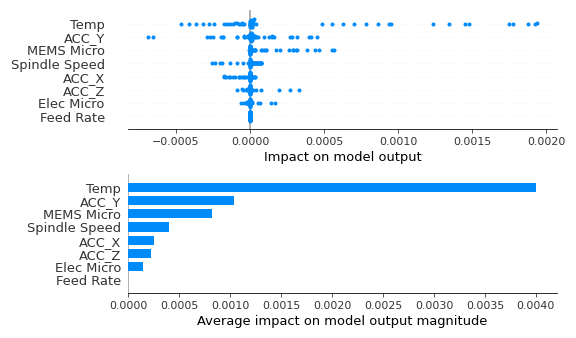 Temp
ACC_Y
MEMS Micro
Spindle Speed
ACC_X
ACC_Z
Elec Micro
Feed Rate
−0.0005 0.0000 0.0005 0.0010 0.0015 0.0020
Impact on model output
Temp
ACC_Y
MEMS Micro
Spindle Speed
ACC_X
ACC_Z
Elec Micro
Feed Rate
0.0000 0.0005 0.0010 0.0015 0.0020 0.0025 0.0030 0.0035 0.0040
Average impact on model output magnitude